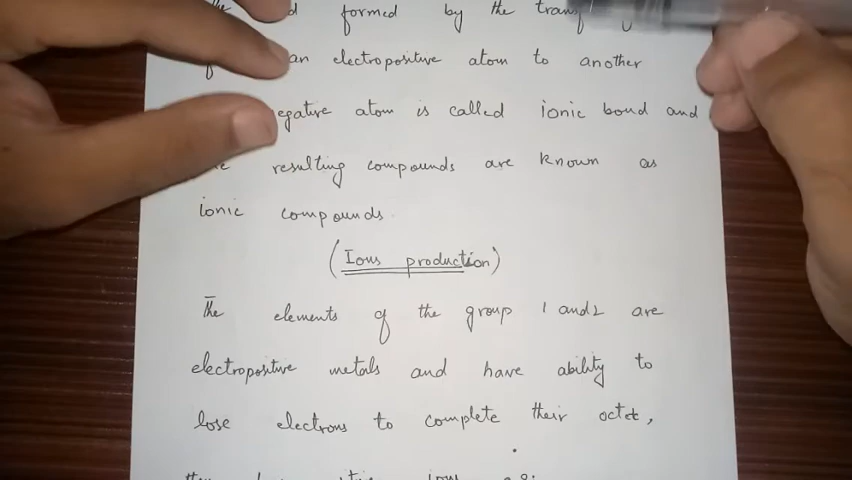 formed by the
an electropositive atom to another
egative atom is called ionic bond and
resulting compounds are known as
ionic compounds.
(Ions production)
The elements of the group 1 and 2 are
electropositive metals and have ability to
lose electrons to complete their octet,